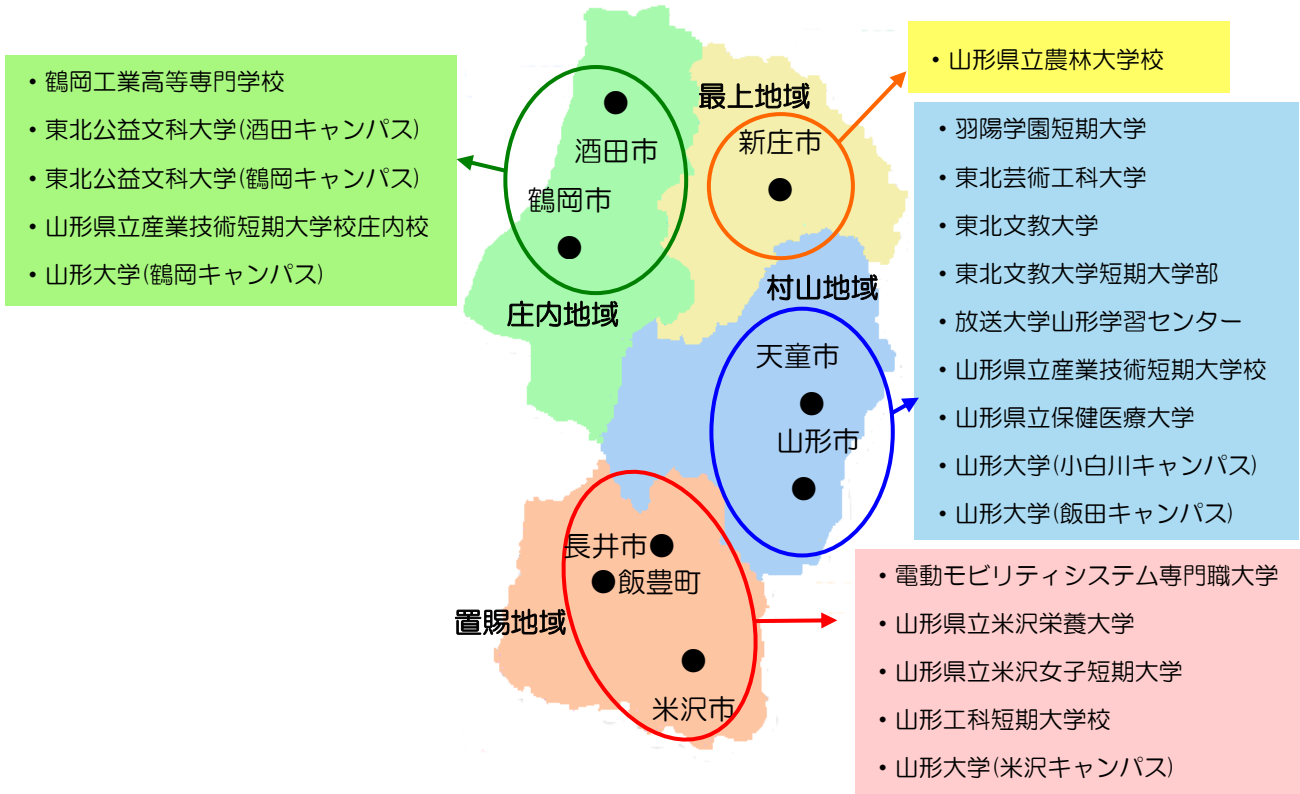 ・鶴岡工業高等専門学校
・東北公益文科大学(酒田キャンパス)
・東北公益文科大学(鶴岡キャンパス)
・山形県立産業技術短期大学校庄内校
・山形大学(鶴岡キャンパス)
最上地域
新庄市
酒田市
鶴岡市
庄内地域
村山地域
天童市
山形市
長井市
飯豊町
置賜地域
米沢市
・山形県立農林大学校
・羽陽学園短期大学
・東北芸術工科大学
・東北文教大学
・東北文教大学短期大学部
・放送大学山形学習センター
・山形県立産業技術短期大学校
・山形県立保健医療大学
・山形大学(小白川キャンパス)
・山形大学(飯田キャンパス)
・電動モビリティシステム専門職大学
・山形県立米沢栄養大学
・山形県立米沢女子短期大学
・山形工科短期大学校
・山形大学(米沢キャンパス)